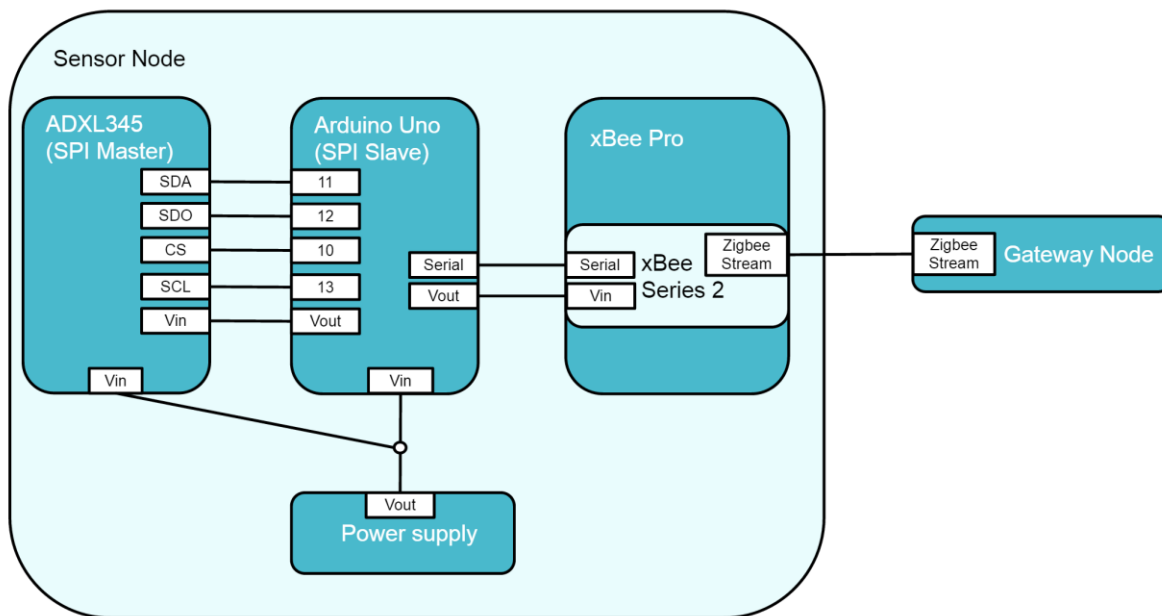 Sensor Node
ADXL345
(SPI Master)
SDA
SDO
CS
SCL
Vin
Vin
Arduino Uno
(SPI Slave)
11
12
10
13
Vout
Serial
Vout
Vin
xBee Pro
Serial
Vin
xBee
Series 2
Zigbee
Stream
Zigbee
Stream
Gateway Node
Vout
Power supply